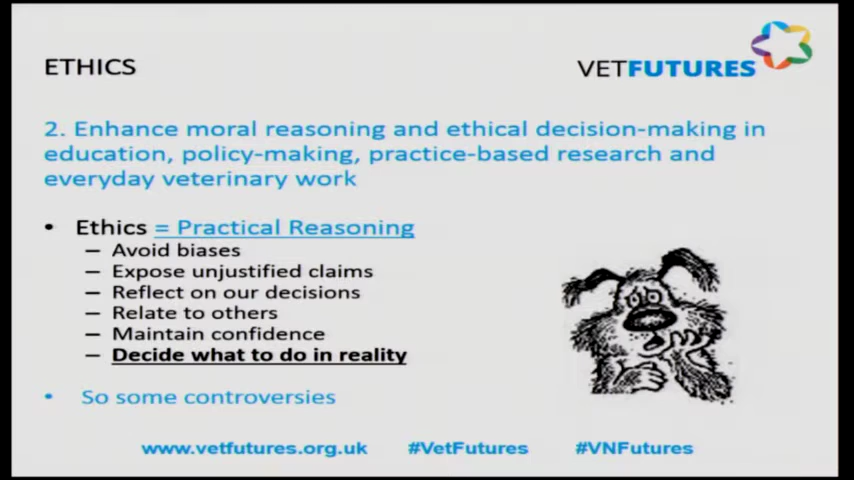 ETHICS
VETFUTURES
2. Enhance moral reasoning and ethical decision-making in
education, policy-making, practice-based research and
everyday veterinary work
• Ethics = Practical Reasoning
– Avoid biases
– Expose unjustified claims
– Reflect on our decisions
– Relate to others
– Maintain confidence
– Decide what to do in reality
• So some controversies
www.vetfutures.org.uk #VetFutures #VNFutures